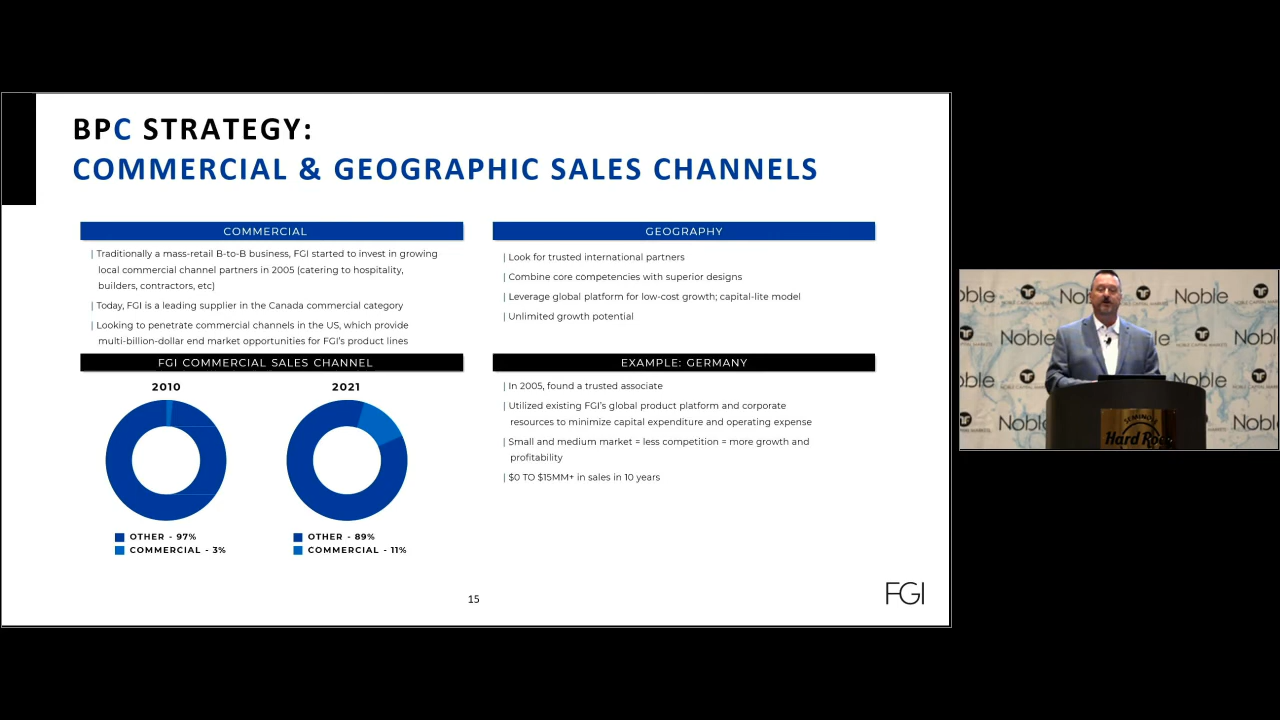 BPC STRATEGY:
COMMERCIAL & GEOGRAPHIC SALES CHANNELS
COMMERCIAL
| Traditionally a mass-retail B-to-B business, FGI started to invest in growing
local commercial channel partners in 2005 (catering to hospitality,
builders, contractors, etc)
| Today, FGI is a leading supplier in the Canada commercial category
| Looking to penetrate commercial channels in the US, which provide
multi-billion-dollar end market opportunities for FGI's product lines
FGI COMMERCIAL SALES CHANNEL
2010
2021
OTHER - 97%
COMMERCIAL - 3%
OTHER - 89%
COMMERCIAL - 11%
GEOGRAPHY
| Look for trusted international partners
| Combine core competencies with superior designs
| Leverage global platform for low-cost growth; capital-lite model
| Unlimited growth potential
EXAMPLE: GERMANY
| In 2005, found a trusted associate
| Utilized existing FGI's global product platform and corporate
resources to minimize capital expenditure and operating expense
| Small and medium market = less competition = more growth and
profitability
| $0 TO $15MM+ in sales in 10 years
15
FGI
Noble
Noble
Noble
Noble
Noble
SEMINOLE
Hard Rock